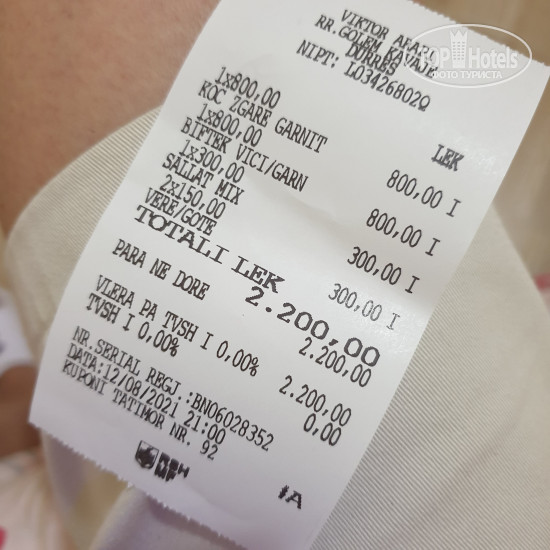 TOP Hotels
ФОТО ТУРИСТА
VIKTOR
RR.GOLEM KAVAJE
DURRES
NIPT: L03426802Q
LEK
1x800,00
KOC ZGARE GARNIT 800,00 I
1x800,00
BIFTEK VICI/GARN 800,00 I
1x300,00
SALLAT MIX 300,00 I
2x150,00
VERE/GOTE 300,00 I
TOTALI LEK 2.200,00
PARA NE DORE 2.200,00
VLERA PA TVSH I 0,00% 2.200,00
TVSH I 0,00% 0,00
NR.SERIAL REGJ.:BN06028352
DATA:12/08/2021 21:00
KUPONI TATIMOR NR. 92